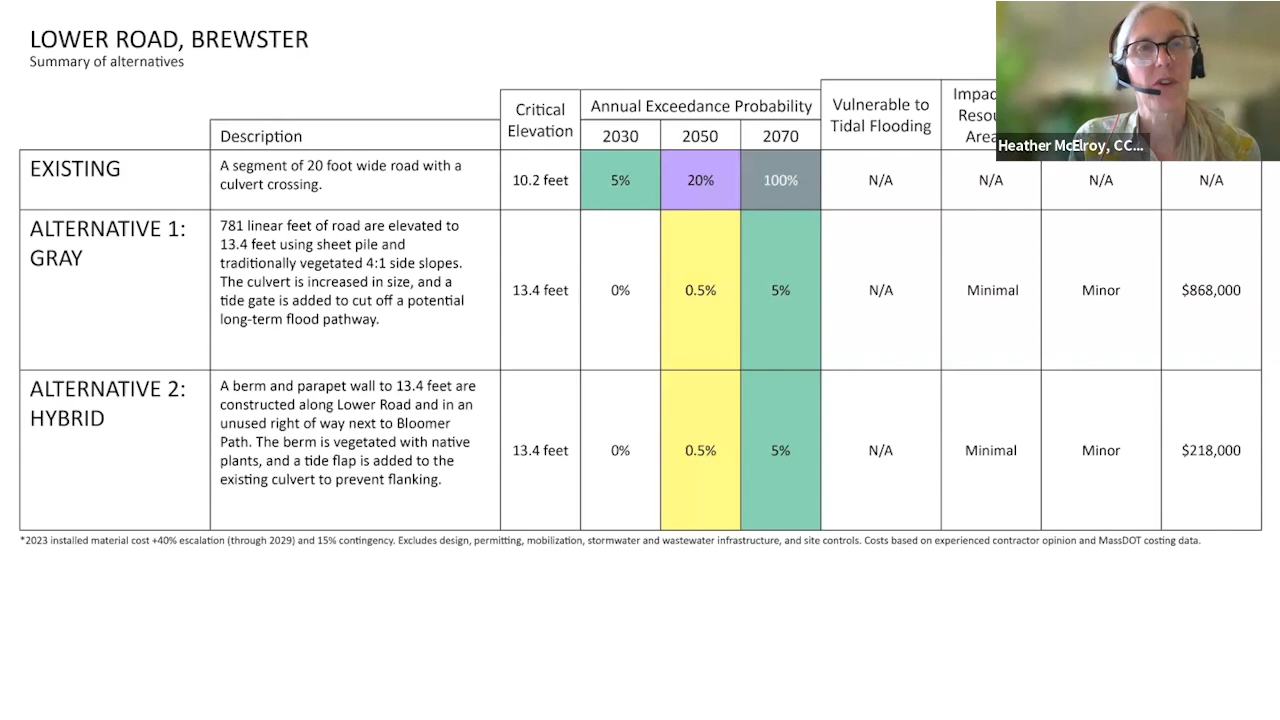 LOWER ROAD, BREWSTER
Summary of alternatives
Description
Critical
Elevation
Annual Exceedance Probability
2030 2050 2070
Vulnerable to
Tidal Flooding
Heather McElroy, CC...
EXISTING
A segment of 20 foot wide road with a
culvert crossing.
10.2 feet 5% 20% 100% N/A N/A N/A N/A
ALTERNATIVE 1:
GRAY
781 linear feet of road are elevated to
13.4 feet using sheet pile and
traditionally vegetated 4:1 side slopes.
The culvert is increased in size, and a
tide gate is added to cut off a potential
long-term flood pathway.
13.4 feet 0% 0.5% 5% N/A Minimal Minor $868,000
ALTERNATIVE 2:
HYBRID
A berm and parapet wall to 13.4 feet are
constructed along Lower Road and in an
unused right of way next to Bloomer
Path. The berm is vegetated with native
plants, and a tide flap is added to the
existing culvert to prevent flanking.
13.4 feet 0% 0.5% 5% N/A Minimal Minor $218,000
*2023 installed material cost +40% escalation (through 2029) and 15% contingency. Excludes design, permitting, mobilization, stormwater and wastewater infrastructure, and site controls. Costs based on experienced contractor opinion and MassDOT costing data.